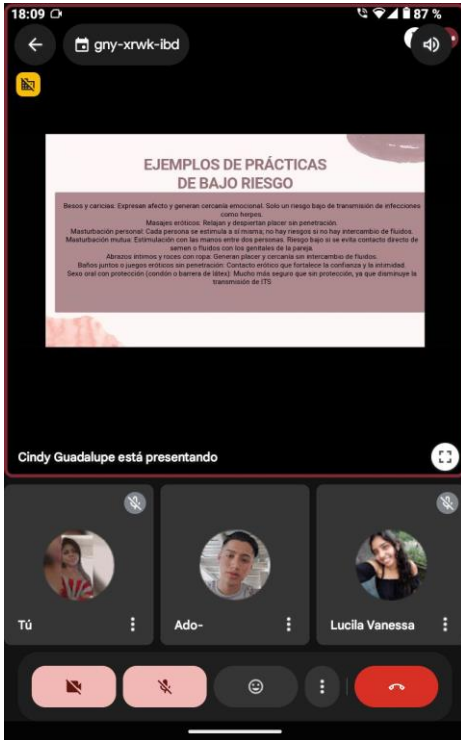 18:09
87 %
gny-xrwk-ibd
EJEMPLOS DE PRÁCTICAS
DE BAJO RIESGO
Besos y caricias: Expresan afecto y generan cercanía emocional. Solo un riesgo bajo de transmisión de infecciones
como herpes.
Masajes eróticos: Relajan y despiertan placer sin penetración.
Masturbación personal: Cada persona se estimula a sí misma; no hay riesgos si no hay intercambio de fluidos.
Masturbación mutua: Estimulación con las manos entre dos personas. Riesgo bajo si se evita contacto directo de
semen o fluidos con los genitales de la pareja.
Abrazos íntimos y roces con ropa: Generan placer y cercanía sin intercambio de fluidos.
Baños juntos o juegos eróticos sin penetración: Contacto erótico que fortalece la confianza y la intimidad.
Sexo oral con protección (condón o barrera de látex): Mucho más seguro que sin protección, ya que disminuye la
transmisión de ITS
Cindy Guadalupe está presentando
Tú
Ado-
Lucila Vanessa